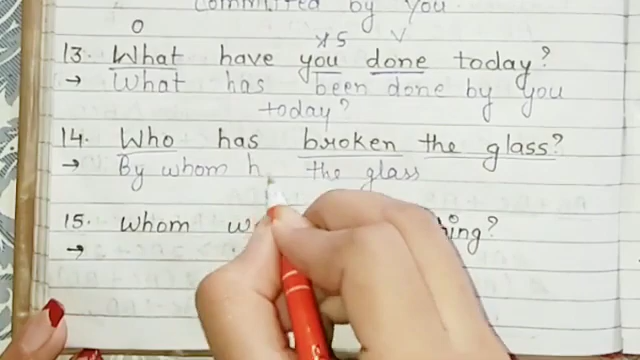 committed by you.
O
*S V
13. What have you done today?
→ What has been done by you
today?
14. Who has broken the glass?
→ By whom h the glass
15. Whom w hing?
→